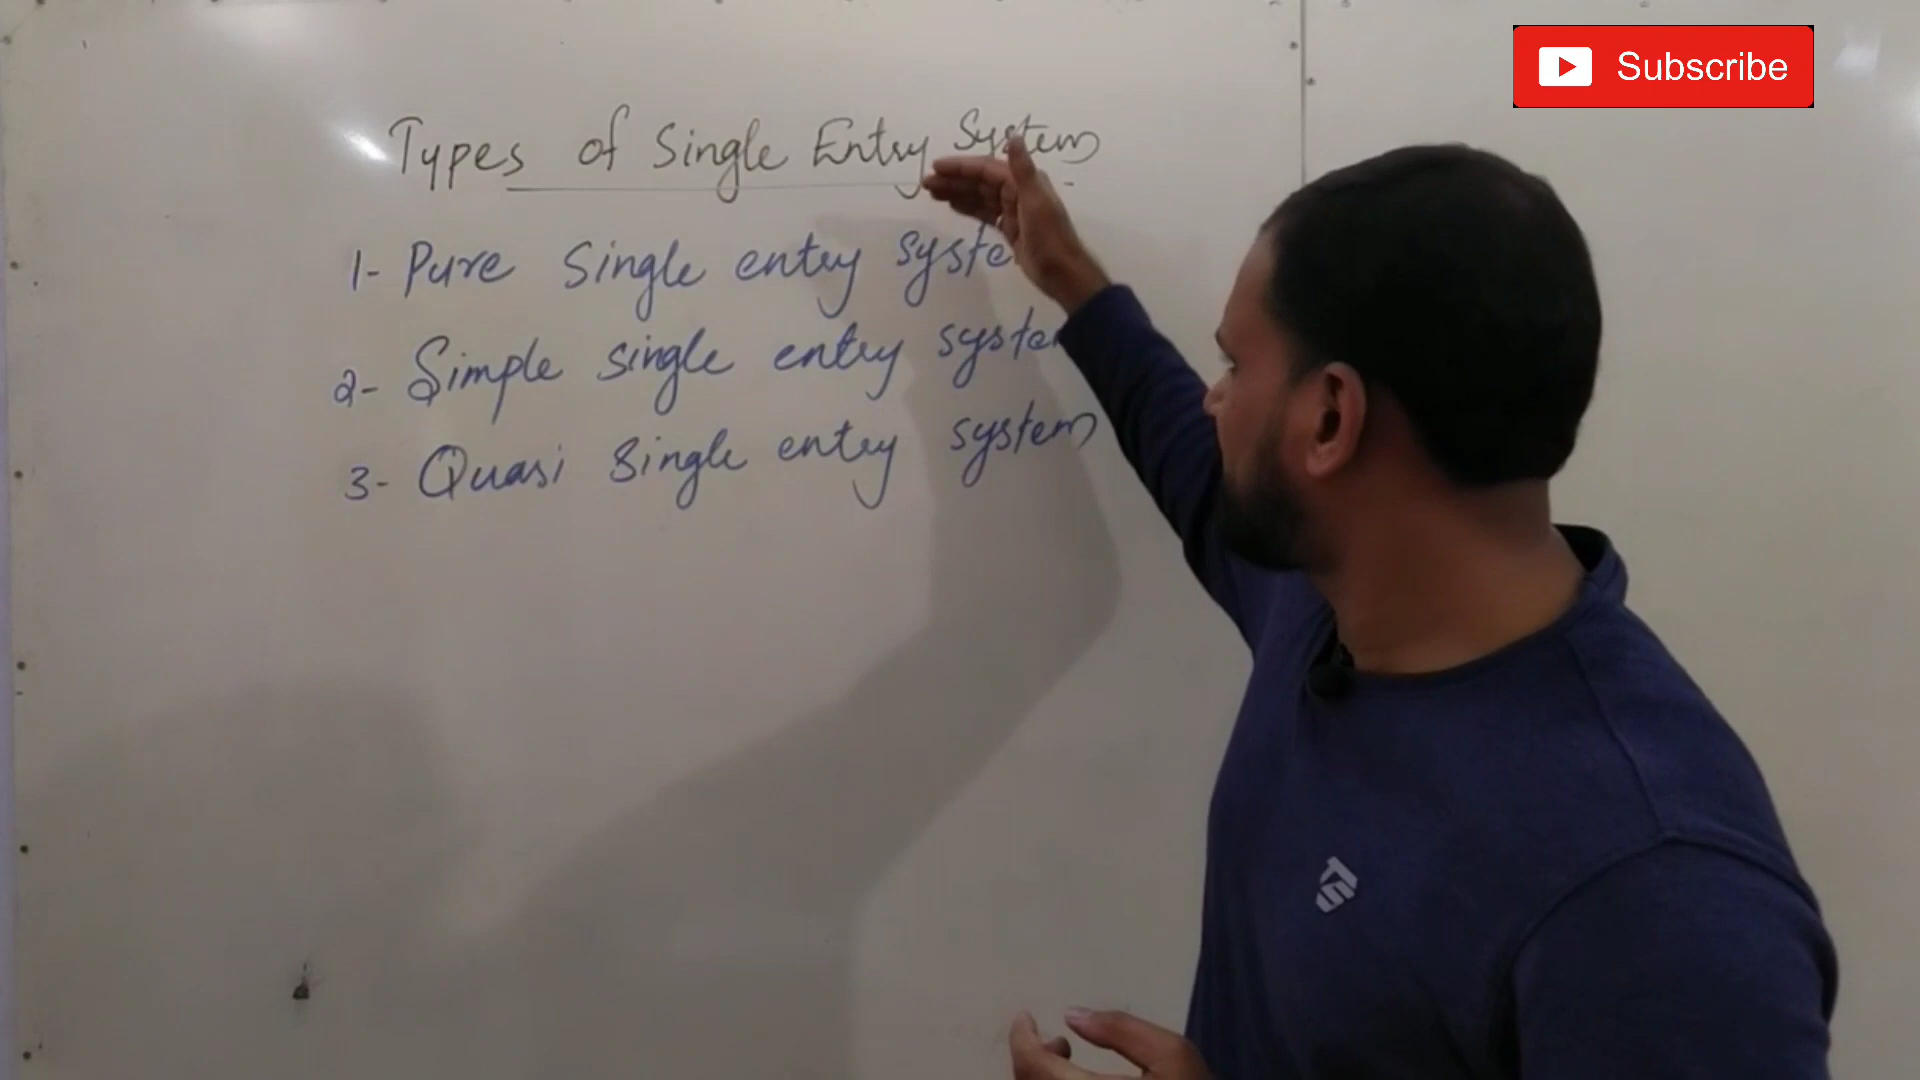 Subscribe
Types of Single Entry System
1- Pure Single entry syste
2- Simple single entry system
3- Quasi Single entry system